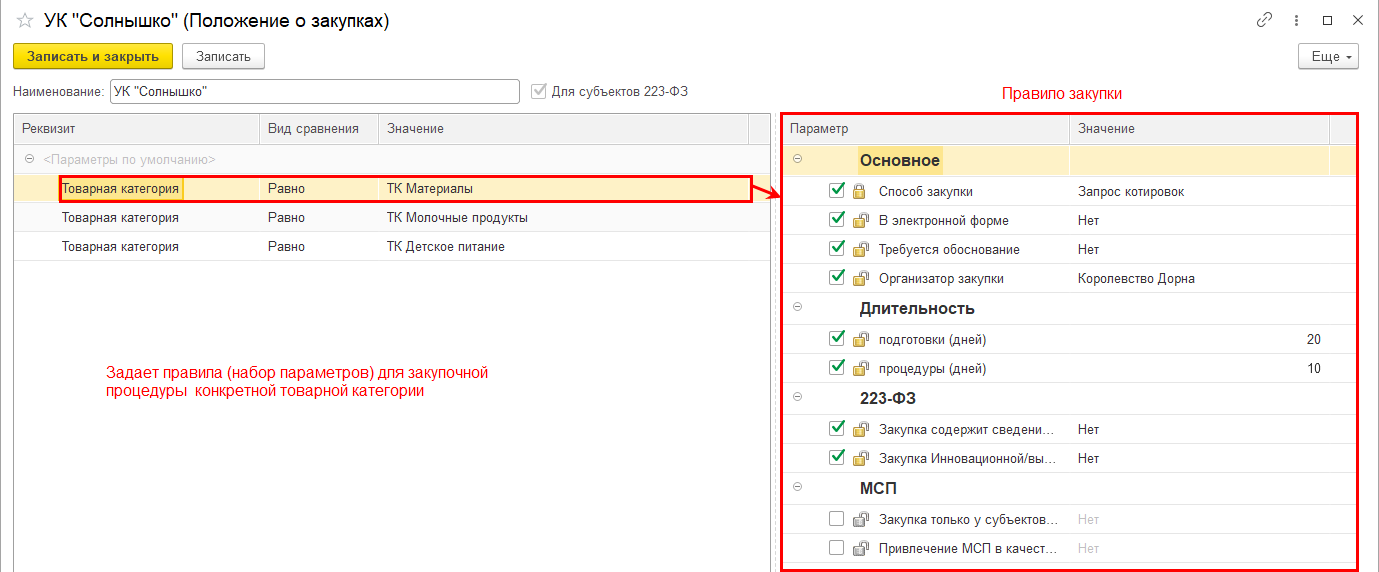 УК "Солнышко" (Положение о закупках)
Записать и закрыть Записать Еще
Наименование: УК "Солнышко" Для субъектов 223-ФЗ
Правило закупки
Реквизит Вид сравнения Значение
<Параметры по умолчанию>
Товарная категория Равно ТК Материалы
Товарная категория Равно ТК Молочные продукты
Товарная категория Равно ТК Детское питание
Задает правила (набор параметров) для закупочной
процедуры конкретной товарной категории
Параметр Значение
Основное
Способ закупки Запрос котировок
В электронной форме Нет
Требуется обоснование Нет
Организатор закупки Королевство Дорна
Длительность
подготовки (дней) 20
процедуры (дней) 10
223-ФЗ
Закупка содержит сведени... Нет
Закупка Инновационной/вы... Нет
МСП
Закупка только у субъектов... Нет
Привлечение МСП в качест... Нет